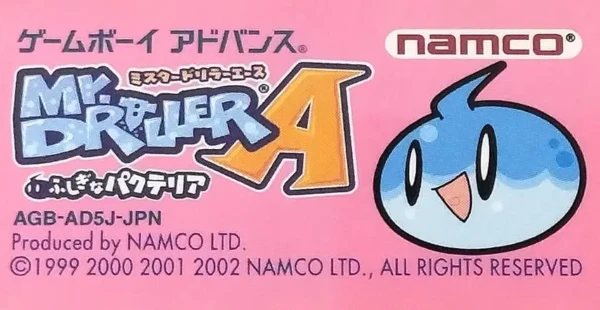 ゲームボーイ アドバンス®
namco®
ミスタードリラーエース
MR. DRILLER® A
ふしぎなパクテリア
AGB-AD5J-JPN
Produced by NAMCO LTD.
©1999 2000 2001 2002 NAMCO LTD., ALL RIGHTS RESERVED